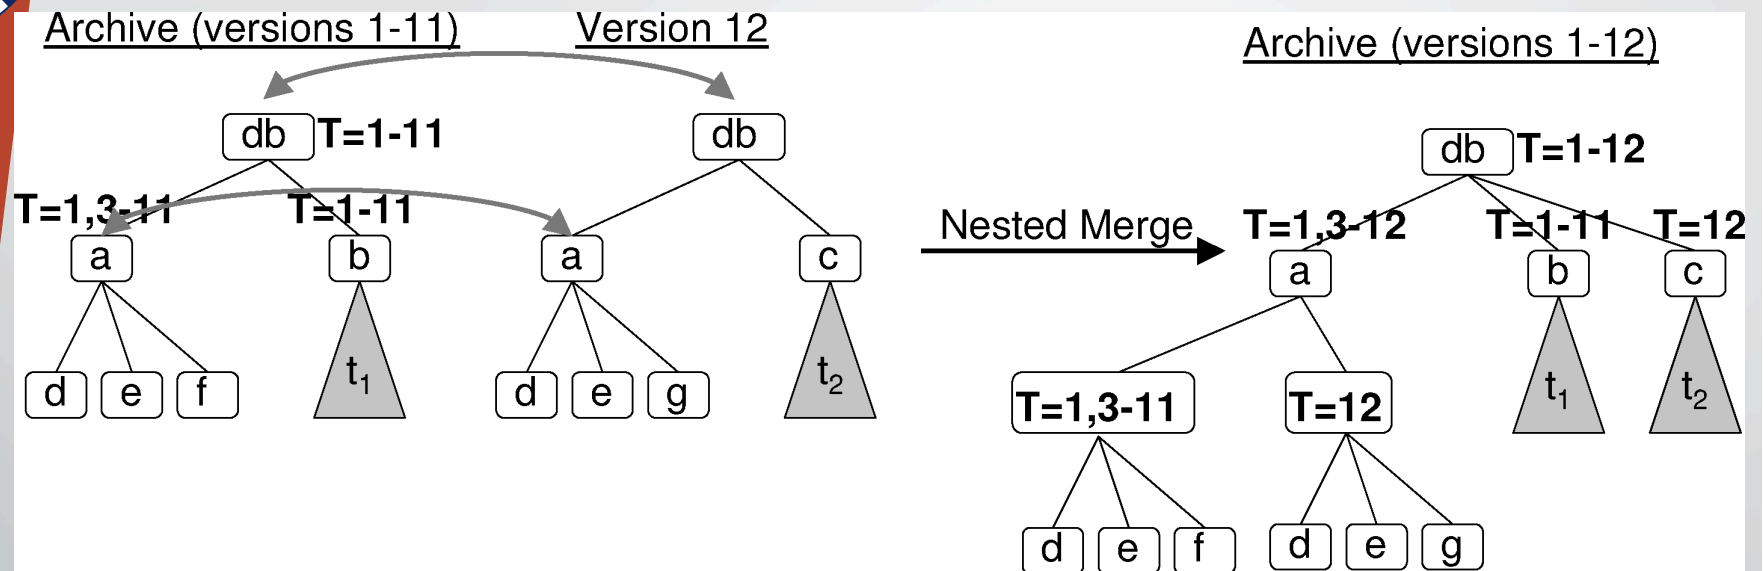 Archive (versions 1-11)
Version 12
Archive (versions 1-12)
db T=1-11
db
db T=1-12
T=1,3-11
T=1-11
Nested Merge
T=1,3-12
T=1-11
T=12
a
b
a
c
a
b
c
d
e
f
t1
d
e
g
t2
T=1,3-11
T=12
t1
t2
d
e
f
d
e
g